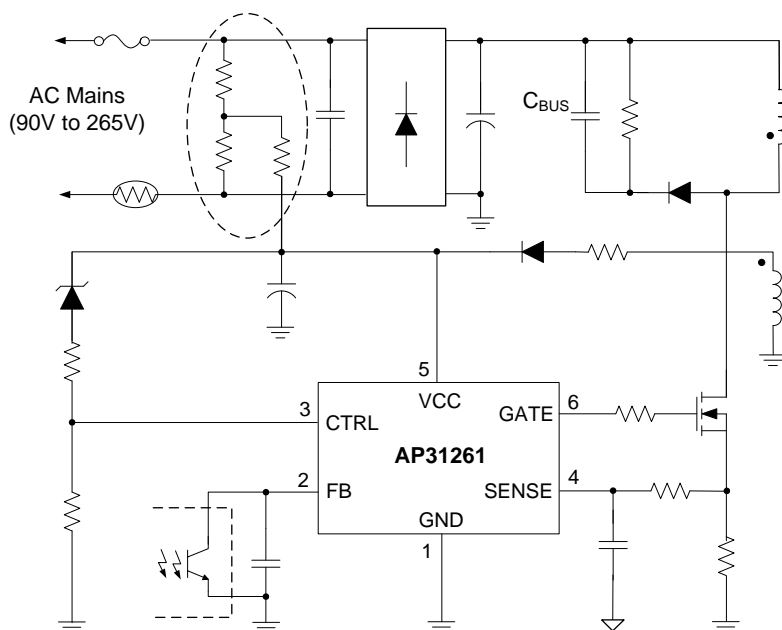 AC Mains
(90V to 265V)
CBUS
5
VCC
3
CTRL
GATE
6
AP31261
2
FB
SENSE
4
GND
1